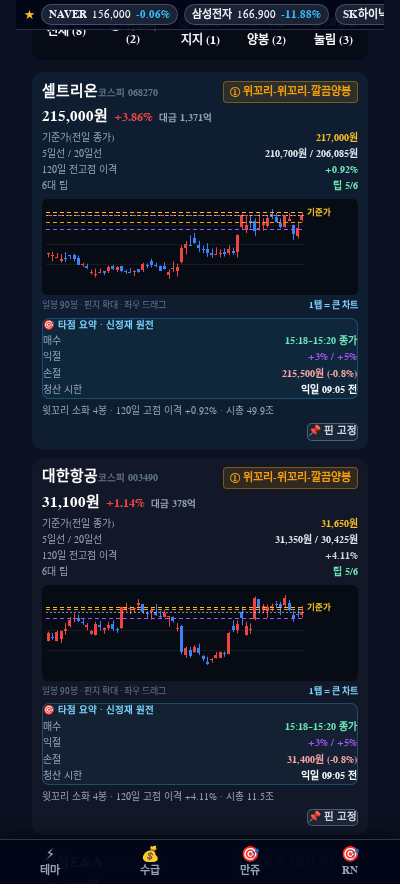 ★ NAVER 156,000 -0.06% 삼성전자 166,900 -11.88% SK하이닉
(2) 지지 (1) 양봉 (2) 눌림 (3)
셀트리온 코스피 068270 ① 위꼬리-위꼬리-깔끔양봉
215,000원 +3.86% 대금 1,371억
기준가(전일 종가) 217,000원
5일선 / 20일선 210,700원 / 206,085원
120일 전고점 이격 +0.92%
6대 팁 팁 5/6
기준가
일봉 90봉 · 핀치 확대 · 좌우 드래그 1탭 = 큰 차트
🎯 타점 요약 · 신정재 원전
매수 15:18~15:20 종가
익절 +3% / +5%
손절 215,500원 (-0.8%)
청산 시한 익일 09:05 전
윗꼬리 소화 4봉 · 120일 고점 이격 +0.92% · 시총 49.9조
📌 핀 고정
대한항공 코스피 003490 ① 위꼬리-위꼬리-깔끔양봉
31,100원 +1.14% 대금 378억
기준가(전일 종가) 31,650원
5일선 / 20일선 31,350원 / 30,425원
120일 전고점 이격 +4.11%
6대 팁 팁 5/6
기준가
일봉 90봉 · 핀치 확대 · 좌우 드래그 1탭 = 큰 차트
🎯 타점 요약 · 신정재 원전
매수 15:18~15:20 종가
익절 +3% / +5%
손절 31,400원 (-0.8%)
청산 시한 익일 09:05 전
윗꼬리 소화 4봉 · 120일 고점 이격 +4.11% · 시총 11.5조
📌 핀 고정
⚡ 💰 🎯 🎯
테마 수급 만쥬 RN